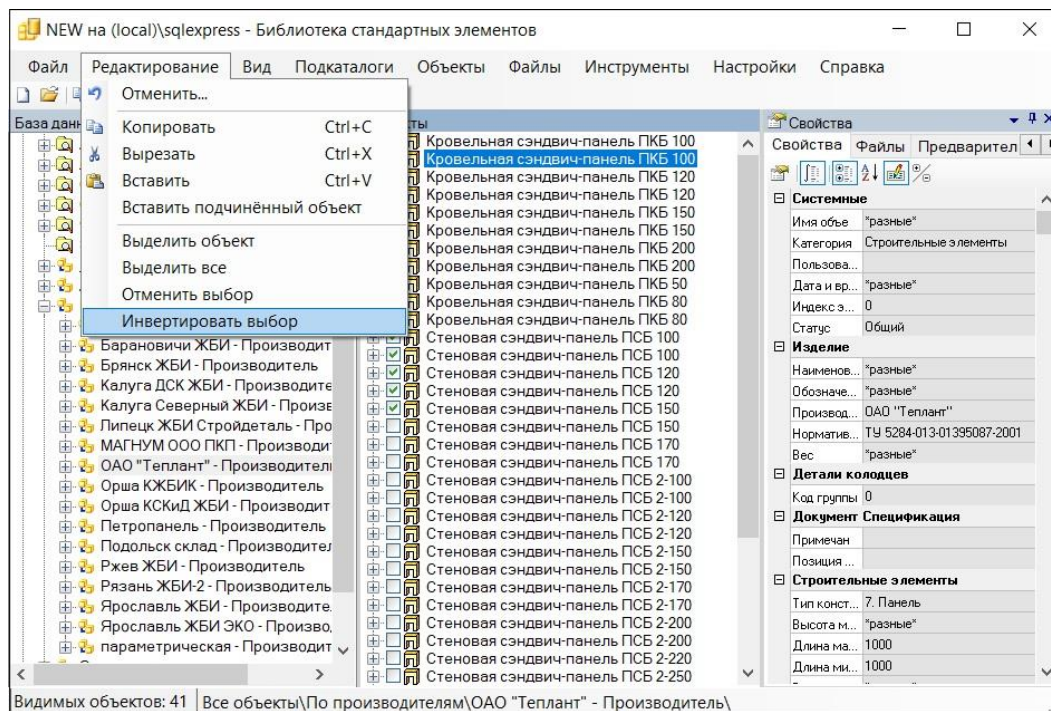 NEW на (local)\sqlexpress - Библиотека стандартных элементов
Файл Редактирование Вид Подкаталоги Объекты Файлы Инструменты Настройки Справка
Отменить...
Копировать Ctrl+C
Вырезать Ctrl+X
Вставить Ctrl+V
Вставить подчинённый объект
Выделить объект
Выделить все
Отменить выбор
Инвертировать выбор
База данн
Барановичи ЖБИ - Производит
Брянск ЖБИ - Производитель
Калуга ДСК ЖБИ - Производите
Калуга Северный ЖБИ - Произв
Липецк ЖБИ Стройдеталь - Про
МАГНУМ ООО ПКП - Производи
ОАО "Теплант" - Производител
Орша КЖБИК - Производитель
Орша КСКиД ЖБИ - Производит
Петропанель - Производитель
Подольск склад - Производител
Ржев ЖБИ - Производитель
Рязань ЖБИ-2 - Производитель
Ярославль ЖБИ - Производите
Ярославль ЖБИ ЭКО - Произво
параметрическая - Производит
ты
Кровельная сэндвич-панель ПКБ 100
Кровельная сэндвич-панель ПКБ 100
Кровельная сэндвич-панель ПКБ 120
Кровельная сэндвич-панель ПКБ 120
Кровельная сэндвич-панель ПКБ 150
Кровельная сэндвич-панель ПКБ 150
Кровельная сэндвич-панель ПКБ 200
Кровельная сэндвич-панель ПКБ 200
Кровельная сэндвич-панель ПКБ 50
Кровельная сэндвич-панель ПКБ 80
Кровельная сэндвич-панель ПКБ 80
Стеновая сэндвич-панель ПСБ 100
Стеновая сэндвич-панель ПСБ 100
Стеновая сэндвич-панель ПСБ 120
Стеновая сэндвич-панель ПСБ 120
Стеновая сэндвич-панель ПСБ 150
Стеновая сэндвич-панель ПСБ 150
Стеновая сэндвич-панель ПСБ 170
Стеновая сэндвич-панель ПСБ 170
Стеновая сэндвич-панель ПСБ 2-100
Стеновая сэндвич-панель ПСБ 2-100
Стеновая сэндвич-панель ПСБ 2-120
Стеновая сэндвич-панель ПСБ 2-120
Стеновая сэндвич-панель ПСБ 2-150
Стеновая сэндвич-панель ПСБ 2-150
Стеновая сэндвич-панель ПСБ 2-170
Стеновая сэндвич-панель ПСБ 2-170
Стеновая сэндвич-панель ПСБ 2-200
Стеновая сэндвич-панель ПСБ 2-200
Стеновая сэндвич-панель ПСБ 2-220
Стеновая сэндвич-панель ПСБ 2-250
Свойства
Свойства Файлы Предварител
Системные
Имя объе *разные*
Категория Строительные элементы
Пользова...
Дата и вр... *разные*
Индекс э... 0
Статус Общий
Изделие
Наименов... *разные*
Обозначе... *разные*
Производ... ОАО "Теплант"
Норматив... ТУ 5284-013-01395087-2001
Вес *разные*
Детали колодцев
Код группы 0
Документ Спецификация
Примечан
Позиция ...
Строительные элементы
Тип конст... 7. Панель
Высота м... *разные*
Длина ма... 1000
Длина ми... 1000
Видимых объектов: 41 Все объекты\По производителям\ОАО "Теплант" - Производитель\